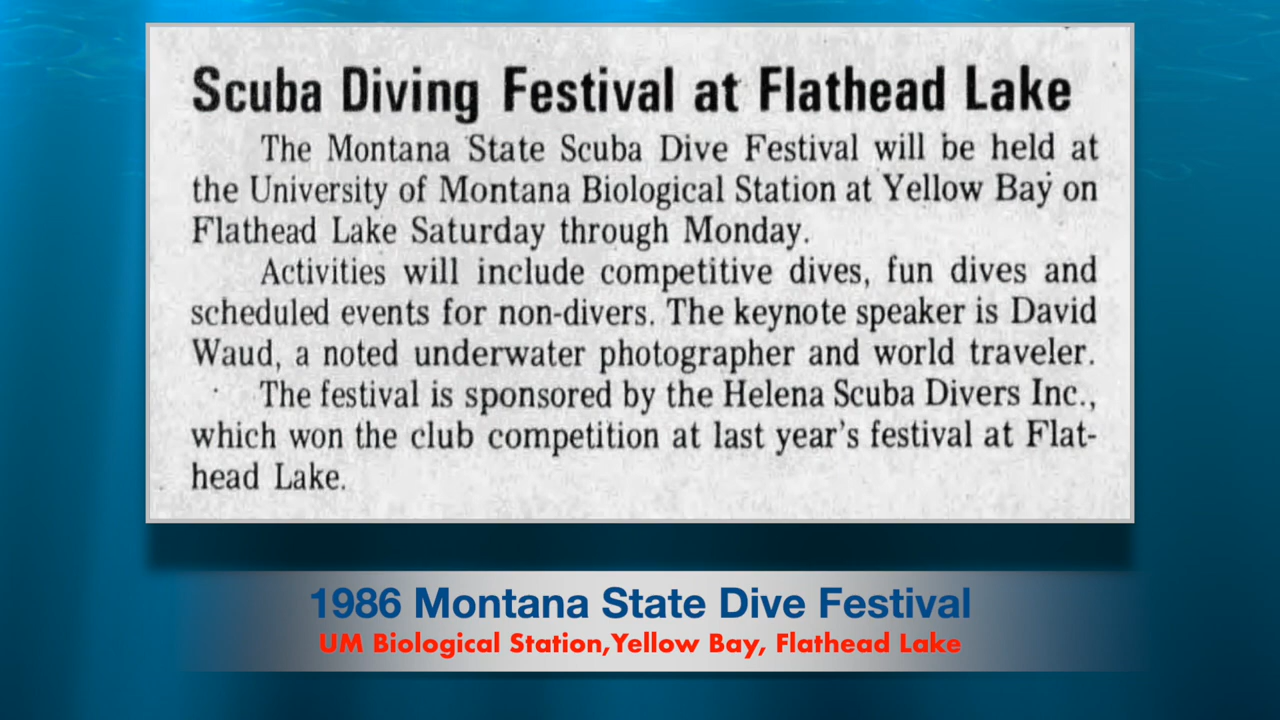 Scuba Diving Festival at Flathead Lake
The Montana State Scuba Dive Festival will be held at
the University of Montana Biological Station at Yellow Bay on
Flathead Lake Saturday through Monday.
Activities will include competitive dives, fun dives and
scheduled events for non-divers. The keynote speaker is David
Waud, a noted underwater photographer and world traveler.
The festival is sponsored by the Helena Scuba Divers Inc.,
which won the club competition at last year's festival at Flat-
head Lake.
1986 Montana State Dive Festival
UM Biological Station,Yellow Bay, Flathead Lake